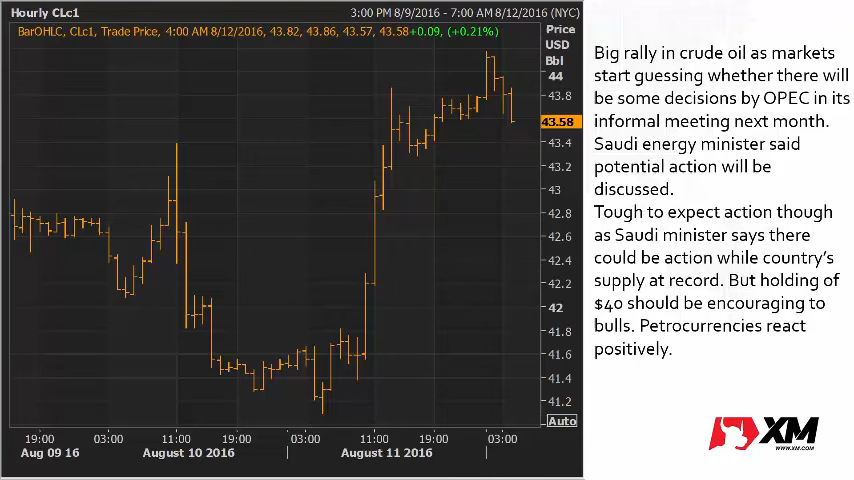 Hourly CLc1
3:00 PM 8/9/2016 - 7:00 AM 8/12/2016 (NYC)
BarOHLC, CLc1, Trade Price, 4:00 AM 8/12/2016, 43.82, 43.86, 43.57, 43.58+0.09, (+0.21%)
Price
USD
Bbl
44
43.8
43.58
43.4
43.2
43
42.8
42.6
42.4
42.2
42
41.8
41.6
41.4
41.2
Auto
19:00 03:00 11:00 19:00 03:00 11:00 19:00 03:00
Aug 09 16 August 10 2016 August 11 2016
Big rally in crude oil as markets
start guessing whether there will
be some decisions by OPEC in its
informal meeting next month.
Saudi energy minister said
potential action will be
discussed.
Tough to expect action though
as Saudi minister says there
could be action while country's
supply at record. But holding of
$40 should be encouraging to
bulls. Petrocurrencies react
positively.
XM
WWW.XM.COM